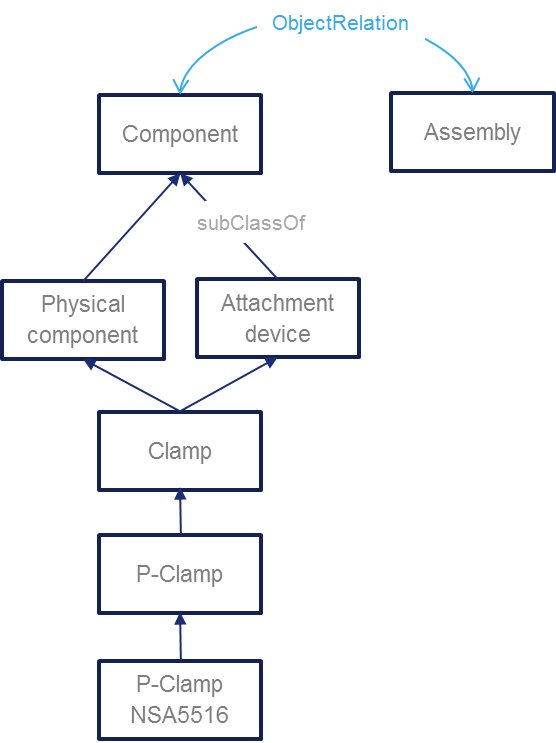 ObjectRelation
Component
Assembly
subClassOf
Physical
component
Attachment
device
Clamp
P-Clamp
P-Clamp
NSA5516